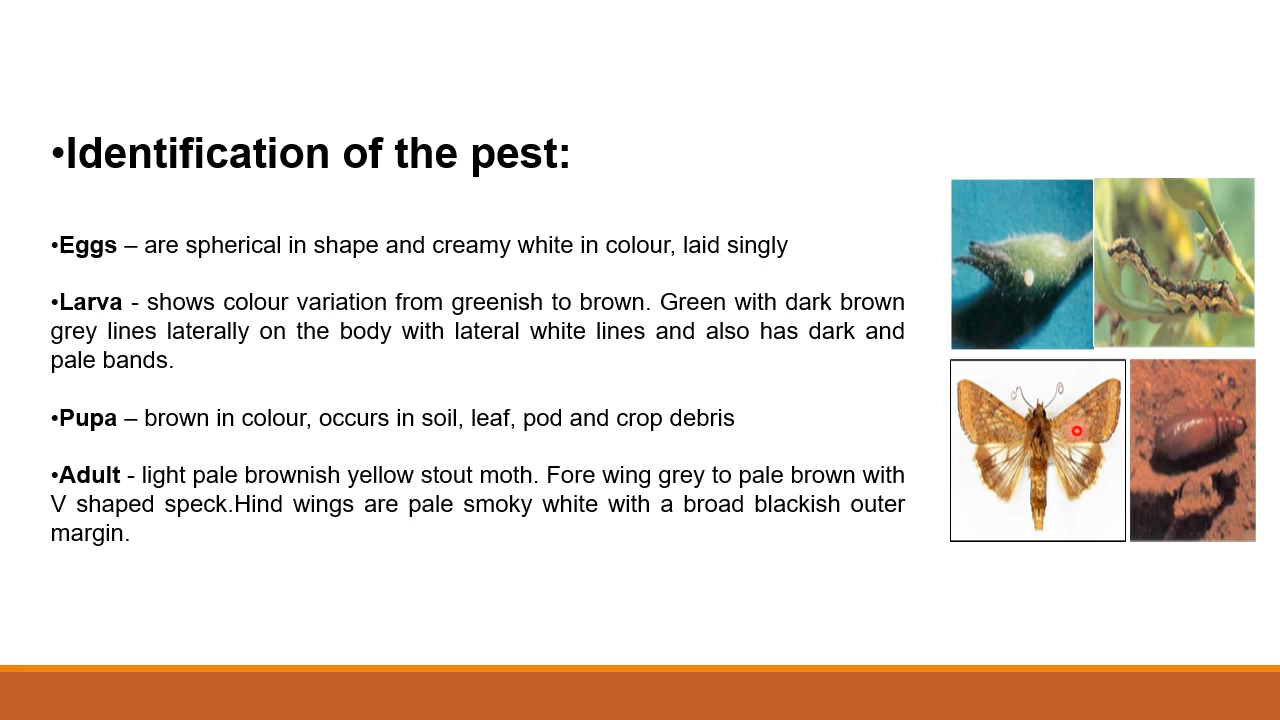 •Identification of the pest:
•Eggs – are spherical in shape and creamy white in colour, laid singly
•Larva - shows colour variation from greenish to brown. Green with dark brown
grey lines laterally on the body with lateral white lines and also has dark and
pale bands.
•Pupa – brown in colour, occurs in soil, leaf, pod and crop debris
•Adult - light pale brownish yellow stout moth. Fore wing grey to pale brown with
V shaped speck.Hind wings are pale smoky white with a broad blackish outer
margin.